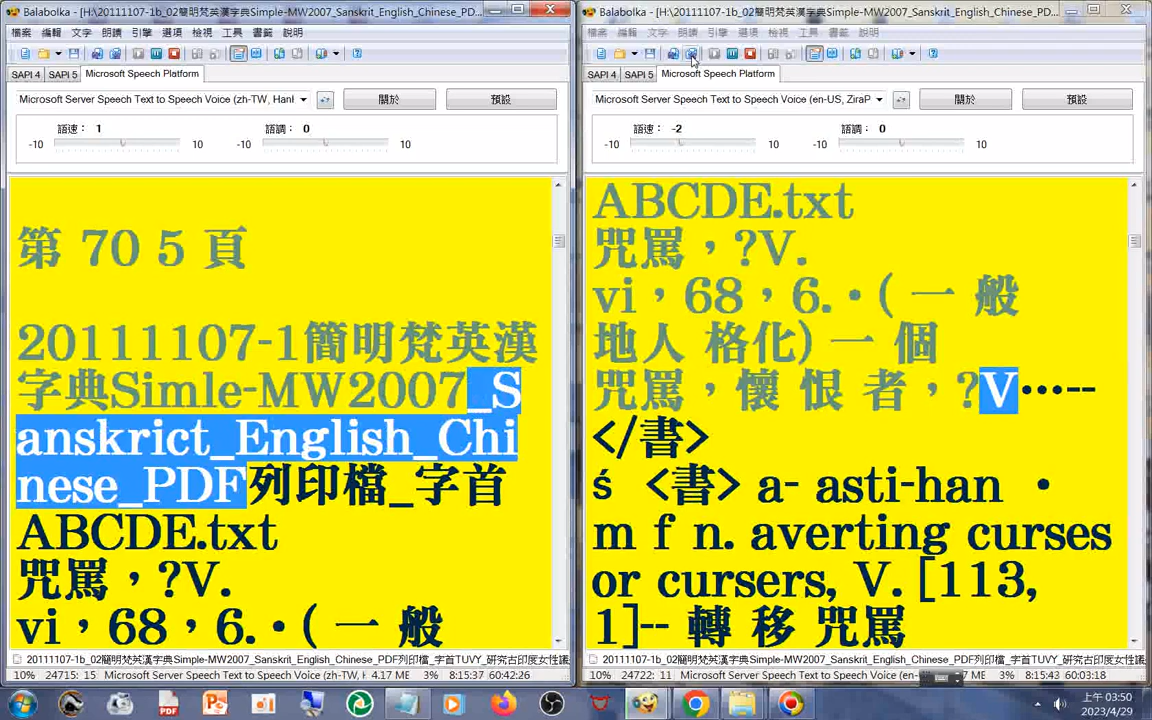 Balabolka - [H:\20111107-1b_02簡明梵英漢字典Simple-MW2007_Sanskrit_English_Chinese_PD...
檔案 編輯 文字 朗讀 引擎 選項 檢視 工具 書籤 說明
SAPI 4 SAPI 5 Microsoft Speech Platform
Microsoft Server Speech Text to Speech Voice (zh-TW, Hanl 關於 預設
語速: 1 語調: 0
-10 10 -10 10
第 70 5 頁
20111107-1簡明梵英漢
字典Simle-MW2007_S
anskrict_English_Chi
nese_PDF列印檔_字首
ABCDE.txt
咒罵，?V.
vi，68，6.•( 一 般
20111107-1b_02簡明梵英漢字典Simple-MW2007_Sanskrit_English_Chinese_PDF列印檔_字首TUVY_研究古印度女性議
10% 24715: 15 Microsoft Server Speech Text to Speech Voice (zh-TW, H 4.17 MB 3% 8:15:37 60:42:26
Balabolka - [H:\20111107-1b_02簡明梵英漢字典Simple-MW2007_Sanskrit_English_Chinese_PD...
檔案 編輯 文字 朗讀 引擎 選項 檢視 工具 書籤 說明
SAPI 4 SAPI 5 Microsoft Speech Platform
Microsoft Server Speech Text to Speech Voice (en-US, ZiraP 關於 預設
語速: -2 語調: 0
-10 10 -10 10
ABCDE.txt
咒罵，?V.
vi，68，6.•( 一 般
地人 格化) 一 個
咒罵，懷 恨 者，?V…--
</書>
ś <書> a- asti-han •
m f n. averting curses
or cursers, V. [113,
1]-- 轉 移 咒罵
20111107-1b_02簡明梵英漢字典Simple-MW2007_Sanskrit_English_Chinese_PDF列印檔_字首TUVY_研究古印度女性議
10% 24722: 11 Microsoft Server Speech Text to Speech Voice (en-US 3% 8:15:43 60:03:18
上午 03:50
2023/4/29